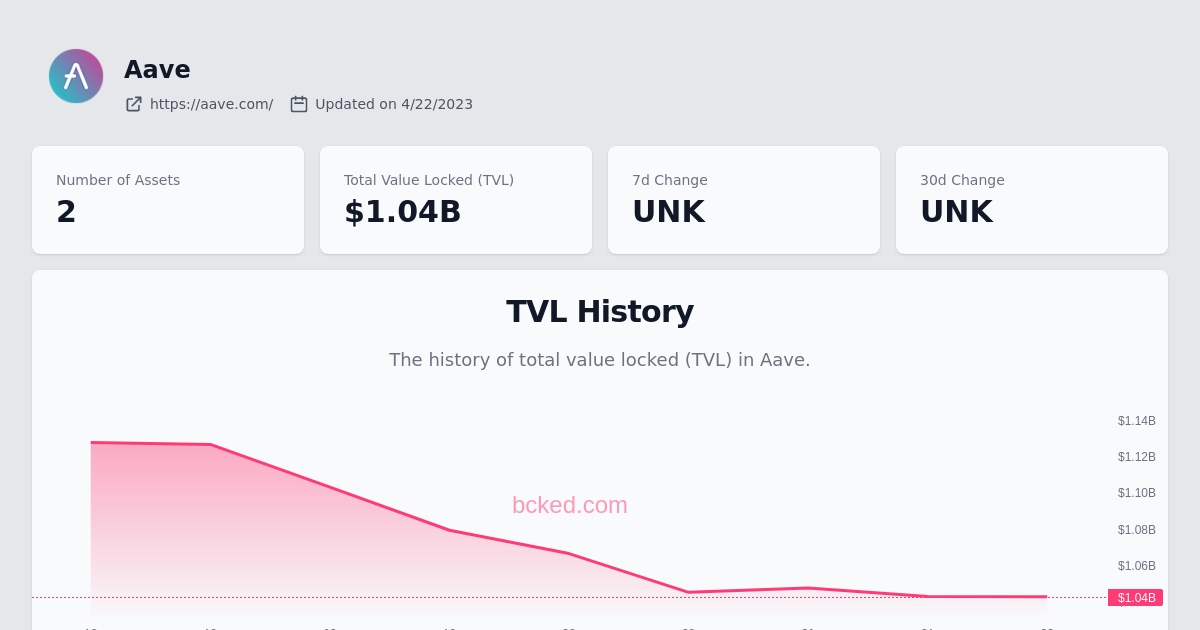 Aave
https://aave.com/ Updated on 4/22/2023
Number of Assets
2
Total Value Locked (TVL)
$1.04B
7d Change
UNK
30d Change
UNK
TVL History
The history of total value locked (TVL) in Aave.
$1.14B
$1.12B
$1.10B
bcked.com
$1.08B
$1.06B
$1.04B